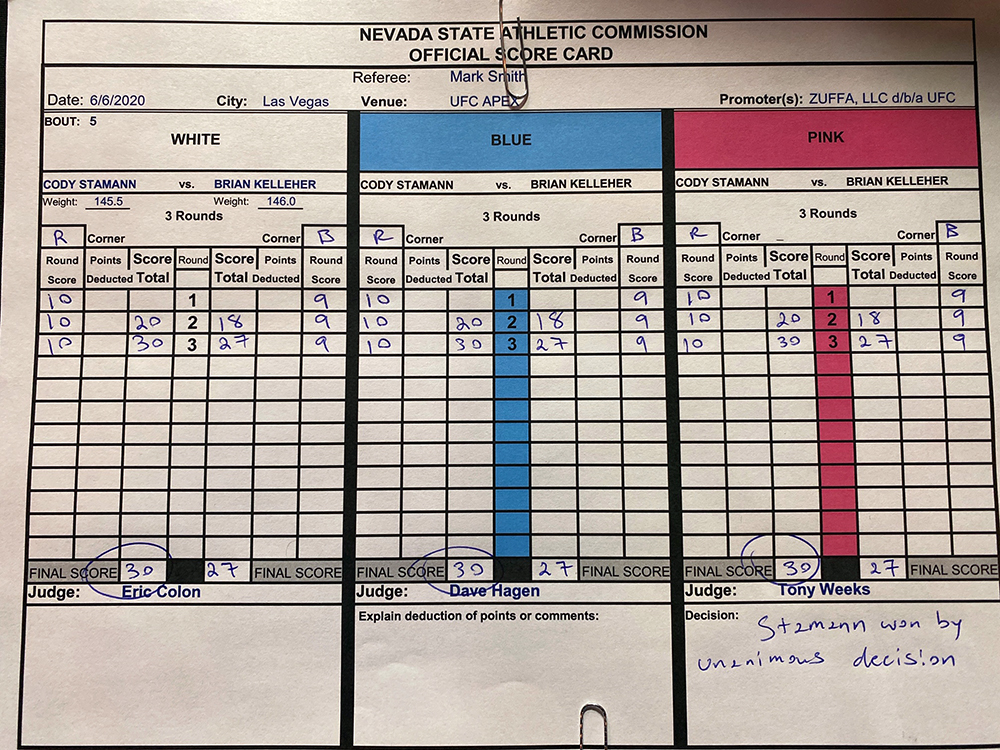 NEVADA STATE ATHLETIC COMMISSION
OFFICIAL SCORE CARD
Referee: Mark Smith
Date: 6/6/2020 City: Las Vegas Venue: UFC APEX Promoter(s): ZUFFA, LLC d/b/a UFC
BOUT: 5
WHITE
CODY STAMANN vs. BRIAN KELLEHER
Weight: 145.5 Weight: 146.0
3 Rounds
R Corner Corner B
Round Points Score Round Score Points Round
Score Deducted Total Total Deducted Score
10 1 9
10 20 2 18 9
10 30 3 27 9
FINAL SCORE 30 27 FINAL SCORE
Judge: Eric Colon
BLUE
CODY STAMANN vs. BRIAN KELLEHER
3 Rounds
R Corner Corner B
Round Points Score Round Score Points Round
Score Deducted Total Total Deducted Score
10 1 9
10 20 2 18 9
10 30 3 27 9
FINAL SCORE 30 27 FINAL SCORE
Judge: Dave Hagen
Explain deduction of points or comments:
PINK
CODY STAMANN vs. BRIAN KELLEHER
3 Rounds
R Corner Corner B
Round Points Score Round Score Points Round
Score Deducted Total Total Deducted Score
10 1 9
10 20 2 18 9
10 30 3 27 9
FINAL SCORE 30 27 FINAL SCORE
Judge: Tony Weeks
Decision: Stamann won by
unanimous decision